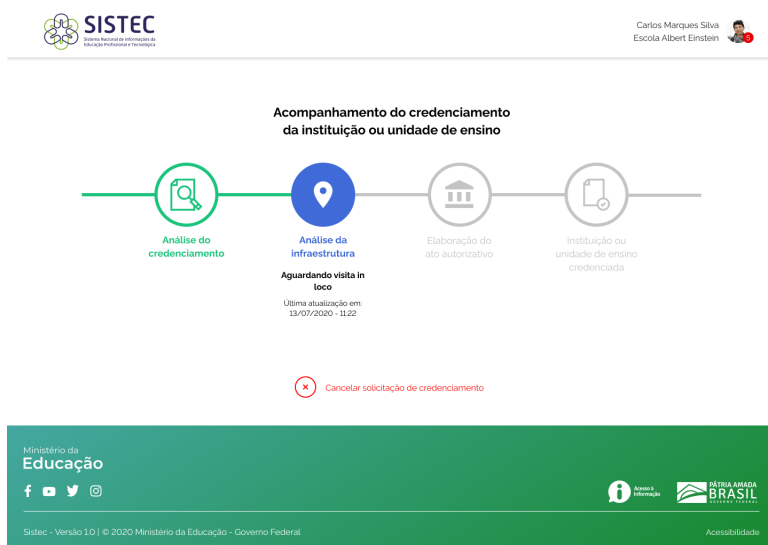 SISTEC
Sistema Nacional de Informações da
Educação Profissional e Tecnológica
Carlos Marques Silva
Escola Albert Einstein
5
Acompanhamento do credenciamento
da instituição ou unidade de ensino
Análise do
credenciamento
Análise da
infraestrutura
Aguardando visita in
loco
Última atualização em:
13/07/2020 - 11:22
Elaboração do
ato autorizativo
Instituição ou
unidade de ensino
credenciada
Cancelar solicitação de credenciamento
Ministério da
Educação
Acesso à
Informação
PÁTRIA AMADA
BRASIL
GOVERNO FEDERAL
Sistec - Versão 1.0 | © 2020 Ministério da Educação - Governo Federal
Acessibilidade